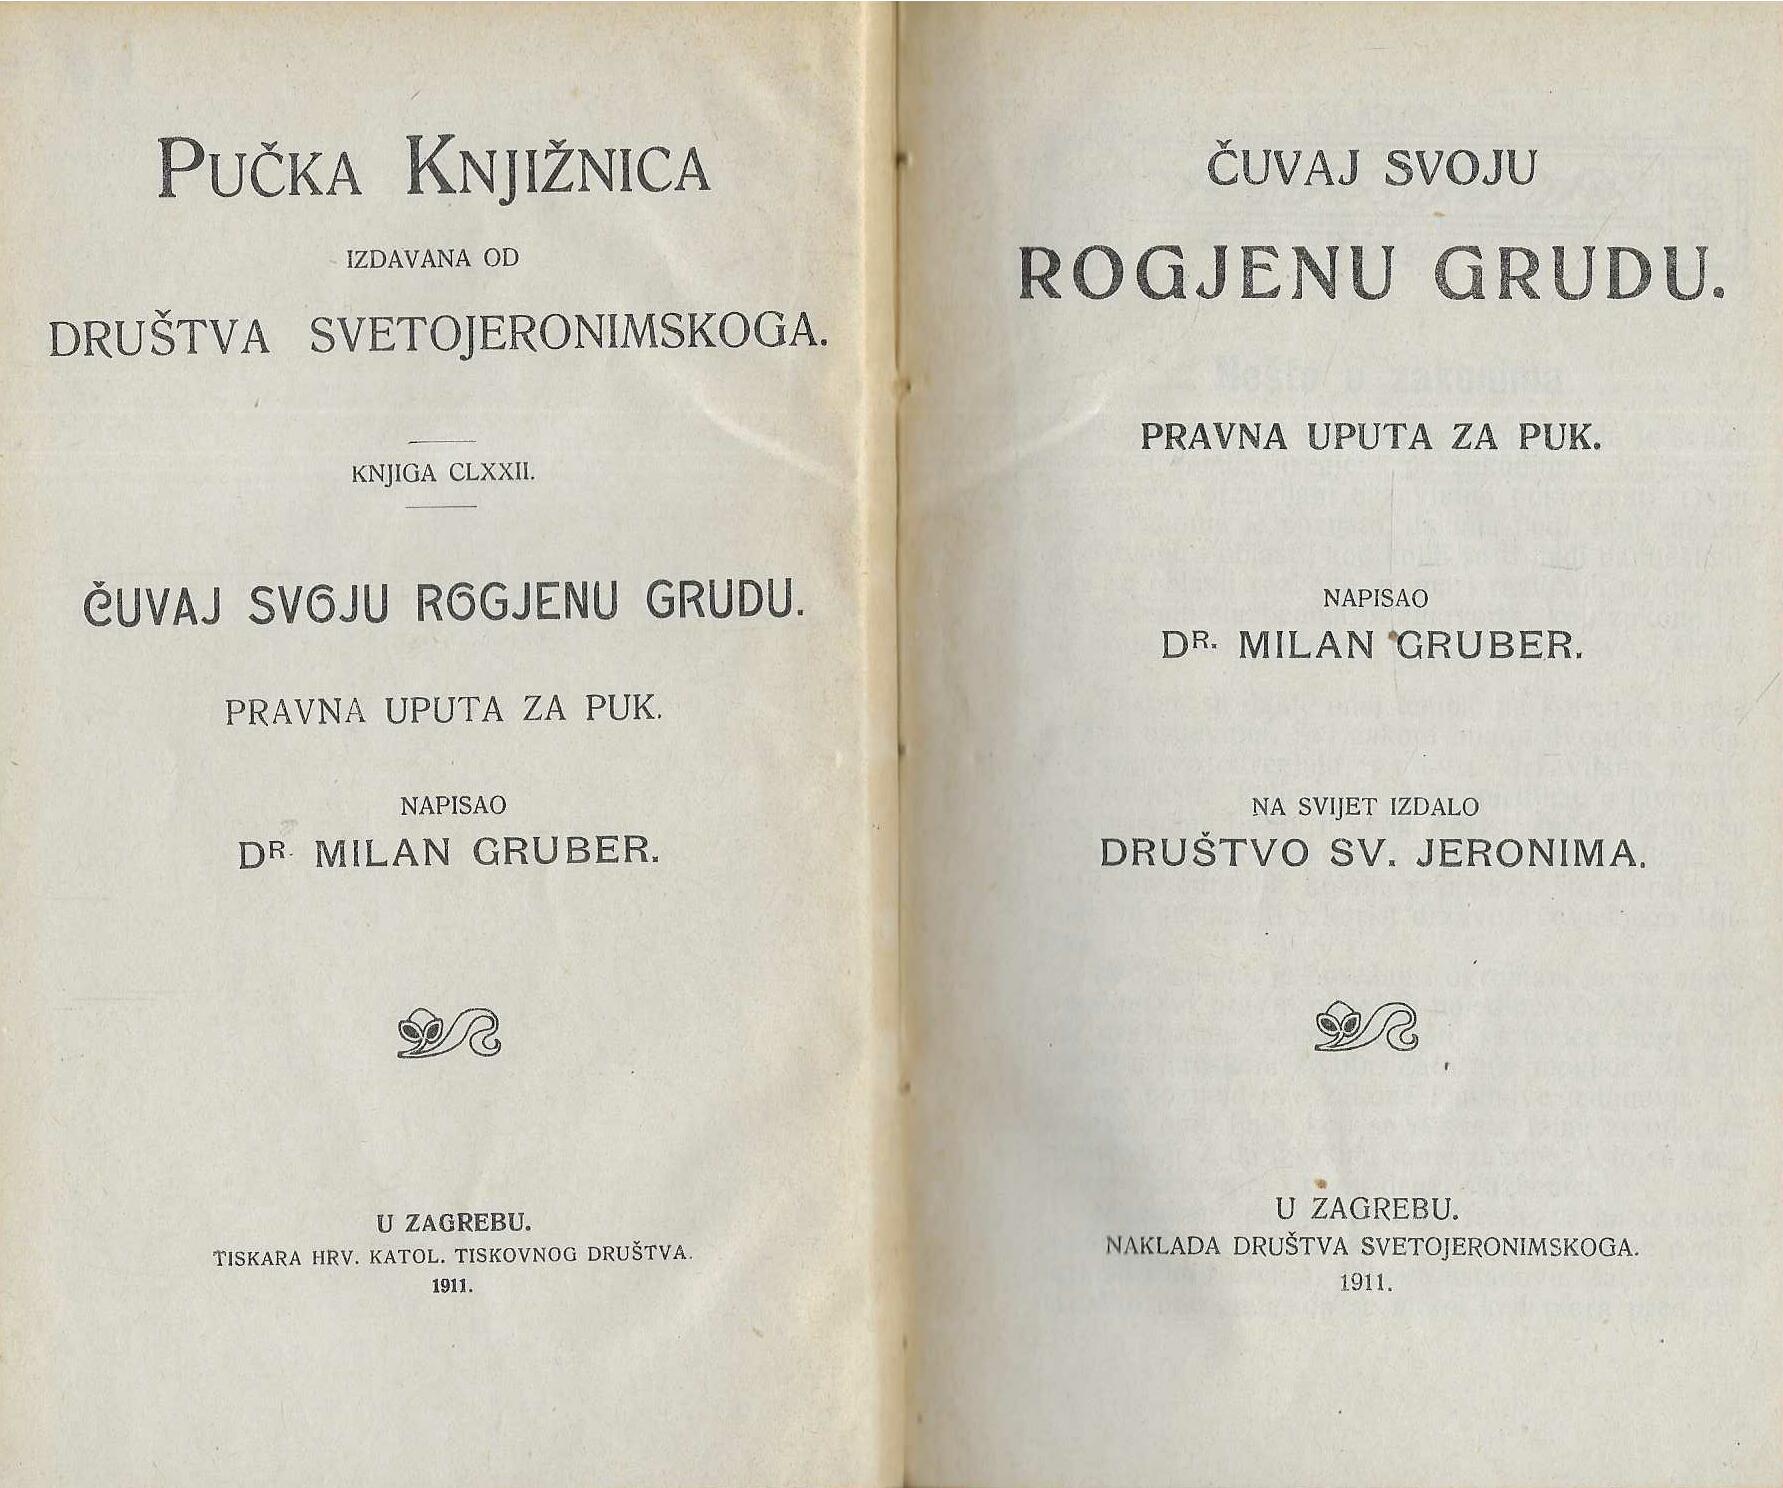 PUČKA KNJIŽNICA
IZDAVANA OD
DRUŠTVA SVETOJERONIMSKOGA.
KNJIGA CLXXII.
ČUVAJ SVOJU ROGJENU GRUDU.
PRAVNA UPUTA ZA PUK.
NAPISAO
DR. MILAN GRUBER.
U ZAGREBU.
TISKARA HRV. KATOL. TISKOVNOG DRUŠTVA.
1911.
ČUVAJ SVOJU
ROGJENU GRUDU.
PRAVNA UPUTA ZA PUK.
NAPISAO
DR. MILAN GRUBER.
NA SVIJET IZDALO
DRUŠTVO SV. JERONIMA.
U ZAGREBU.
NAKLADA DRUŠTVA SVETOJERONIMSKOGA.
1911.